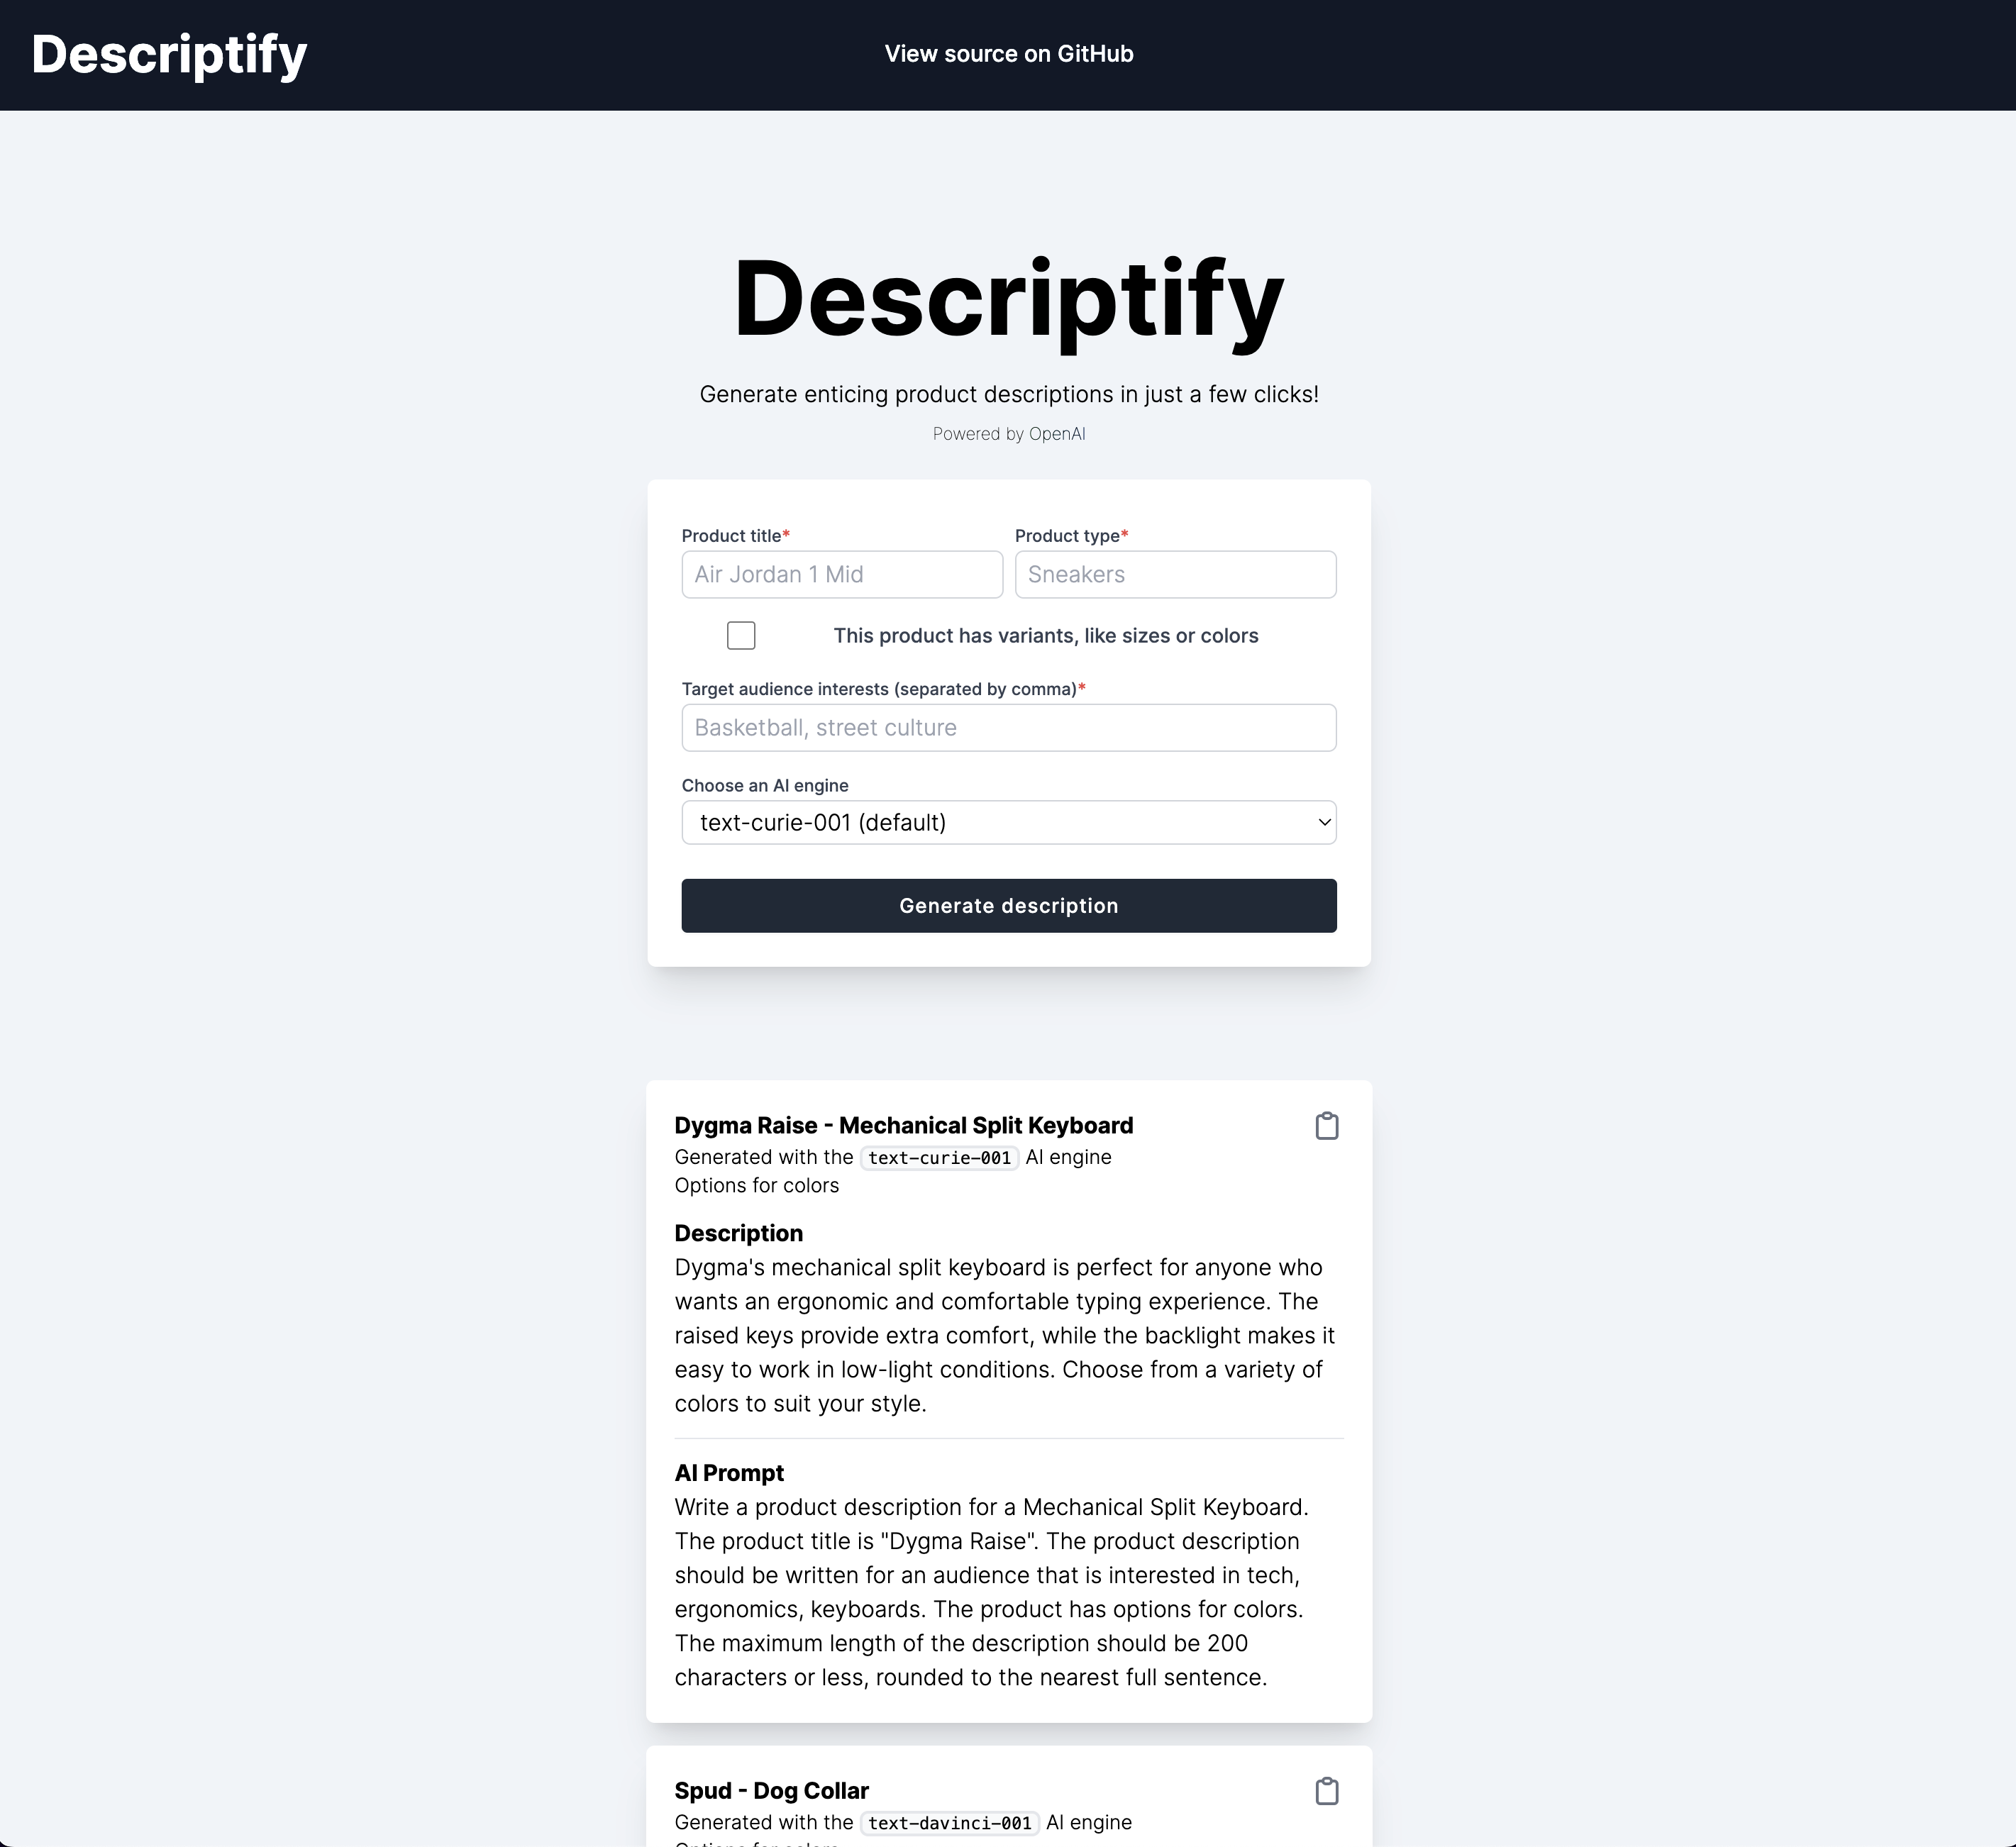 Descriptify
View source on GitHub
Descriptify
Generate enticing product descriptions in just a few clicks!
Powered by OpenAI
Product title* Product type*
Air Jordan 1 Mid Sneakers
This product has variants, like sizes or colors
Target audience interests (separated by comma)*
Basketball, street culture
Choose an AI engine
text-curie-001 (default)
Generate description
Dygma Raise - Mechanical Split Keyboard
Generated with the text-curie-001 AI engine
Options for colors
Description
Dygma's mechanical split keyboard is perfect for anyone who
wants an ergonomic and comfortable typing experience. The
raised keys provide extra comfort, while the backlight makes it
easy to work in low-light conditions. Choose from a variety of
colors to suit your style.
AI Prompt
Write a product description for a Mechanical Split Keyboard.
The product title is "Dygma Raise". The product description
should be written for an audience that is interested in tech,
ergonomics, keyboards. The product has options for colors.
The maximum length of the description should be 200
characters or less, rounded to the nearest full sentence.
Spud - Dog Collar
Generated with the text-davinci-001 AI engine